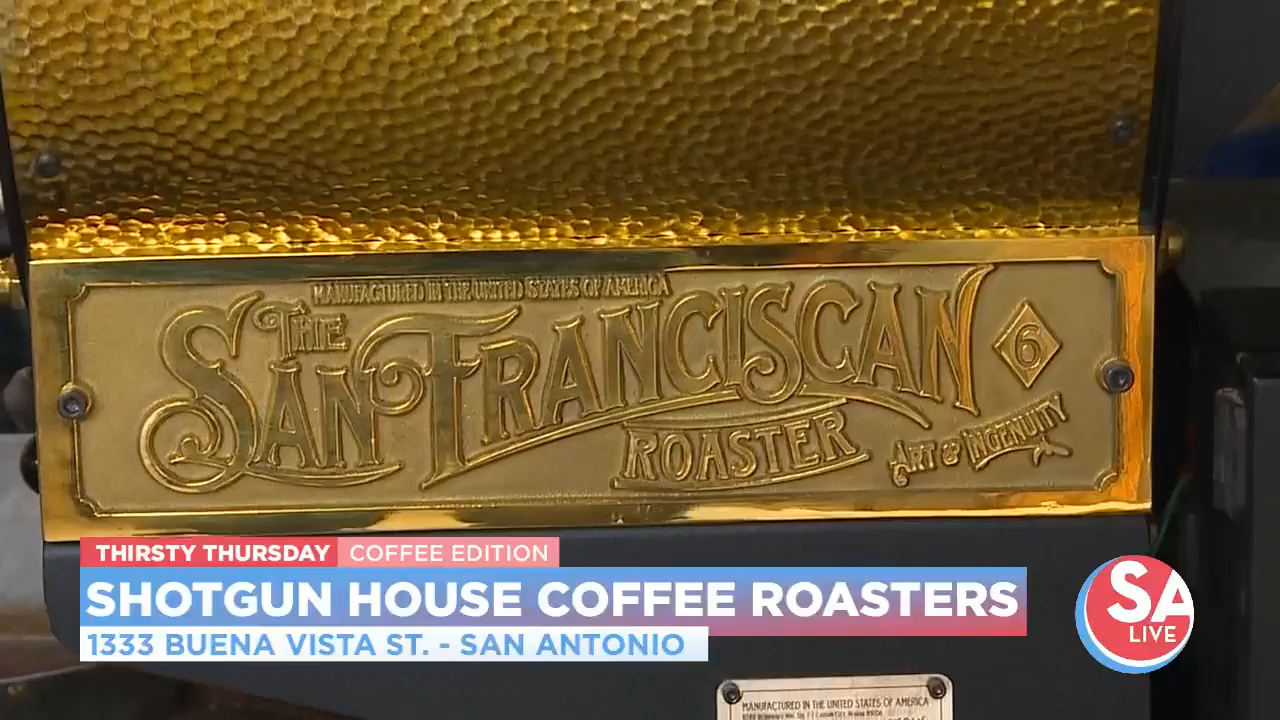 MANUFACTURED IN THE UNITED STATES OF AMERICA
THE
SAN FRANCISCAN
6
ROASTER
ART & INGENUITY
THIRSTY THURSDAY COFFEE EDITION
SHOTGUN HOUSE COFFEE ROASTERS
1333 BUENA VISTA ST. - SAN ANTONIO
SA
LIVE
MANUFACTURED IN THE UNITED STATES OF AMERICA